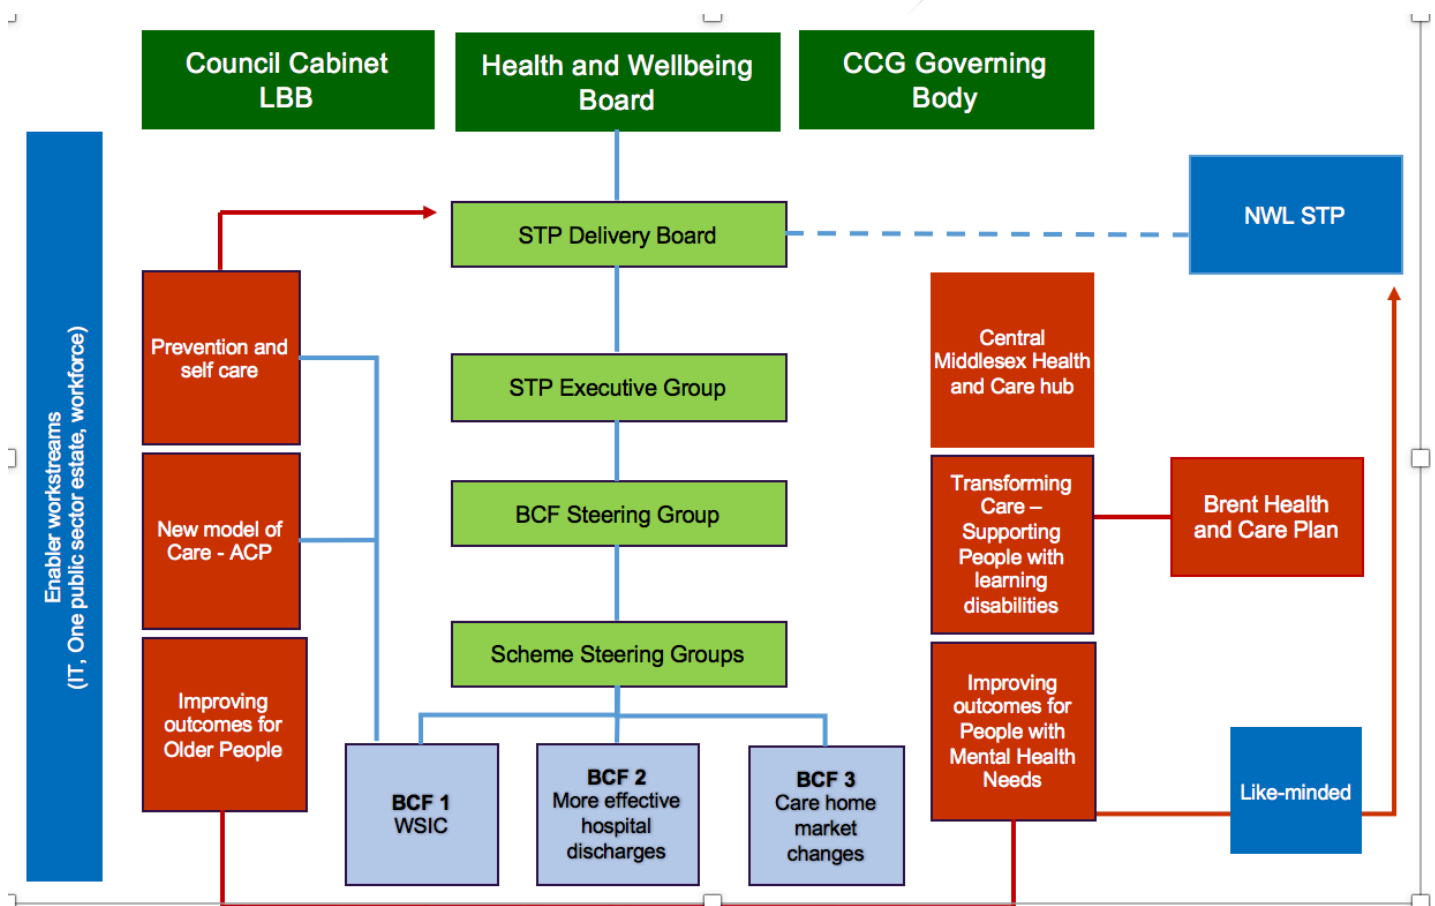 Council Cabinet
LBB
Health and Wellbeing
Board
CCG Governing
Body
Enabler workstreams
(IT, One public sector estate, workforce)
STP Delivery Board
NWL STP
Prevention and
self care
STP Executive Group
Central
Middlesex Health
and Care hub
New model of
Care - ACP
BCF Steering Group
Transforming
Care –
Supporting
People with
learning
disabilities
Brent Health
and Care Plan
Improving
outcomes for
Older People
Scheme Steering Groups
Improving
outcomes for
People with
Mental Health
Needs
BCF 1
WSIC
BCF 2
More effective
hospital
discharges
BCF 3
Care home
market
changes
Like-minded